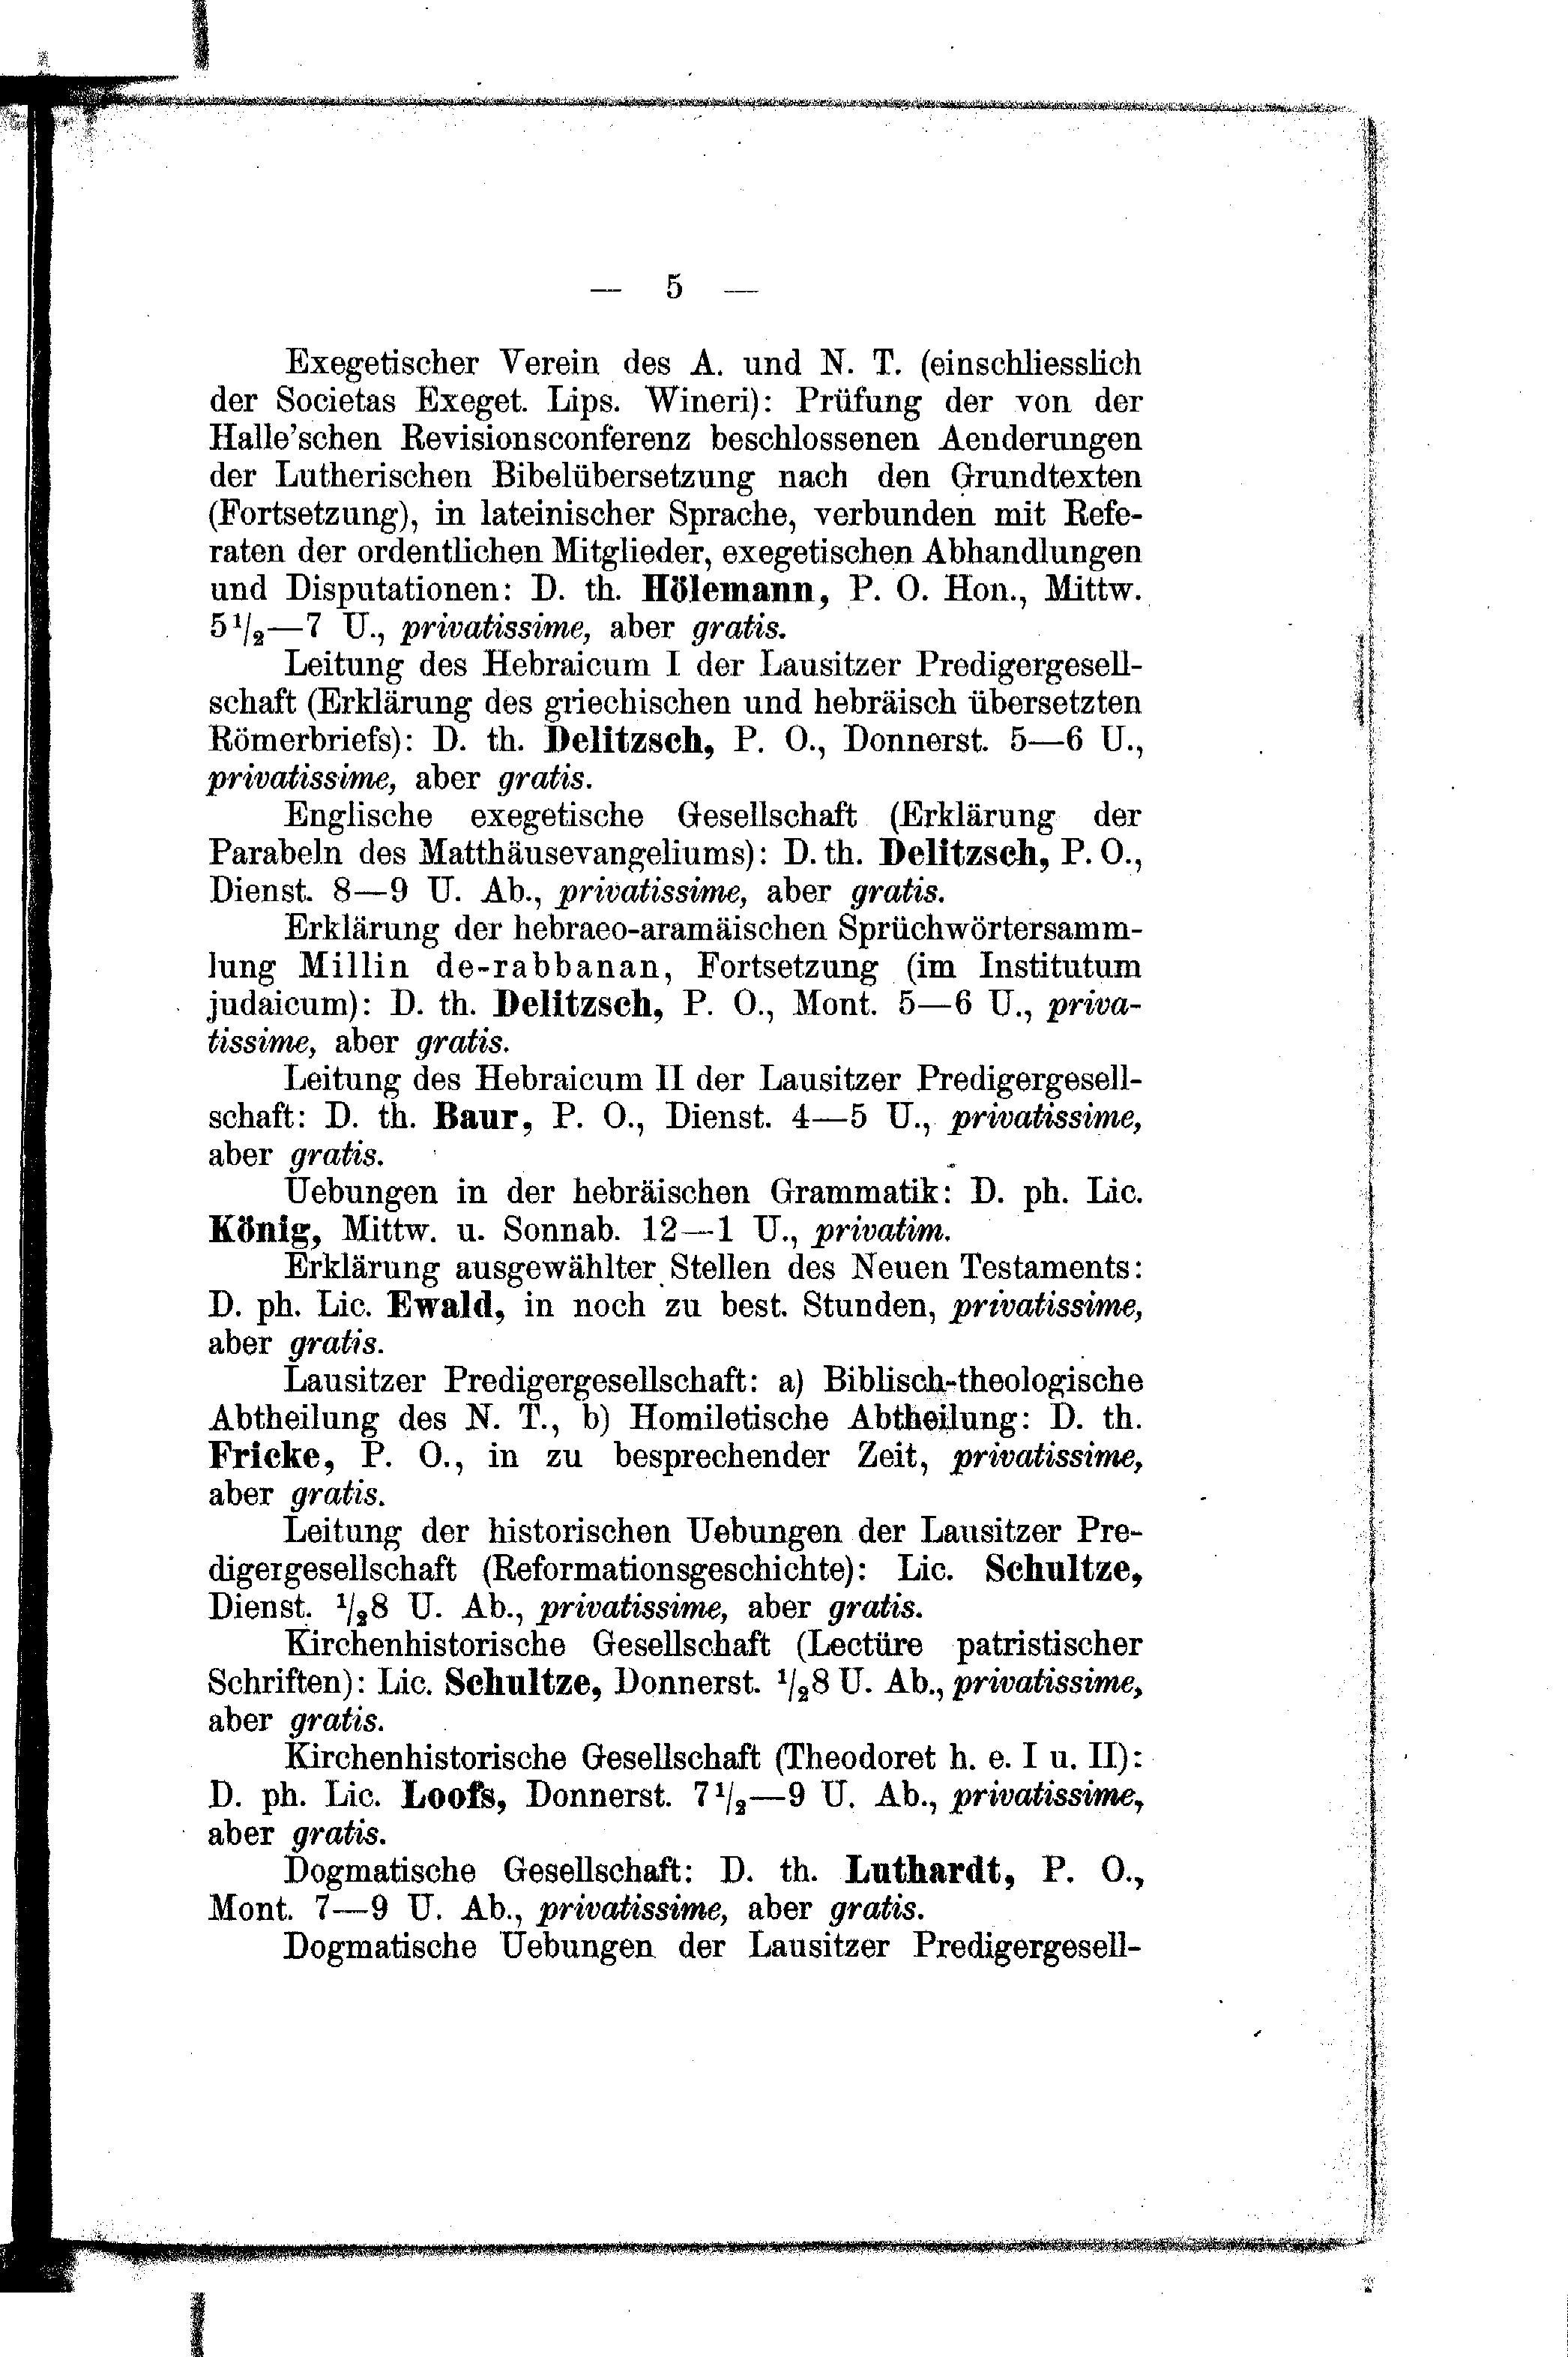 — 5 —
Exegetischer Verein des A. und N. T. (einschliesslich
der Societas Exeget. Lips. Wineri): Prüfung der von der
Halle'schen Revisionsconferenz beschlossenen Aenderungen
der Lutherischen Bibelübersetzung nach den Grundtexten
(Fortsetzung), in lateinischer Sprache, verbunden mit Refe-
raten der ordentlichen Mitglieder, exegetischen Abhandlungen
und Disputationen: D. th. Hölemann, P. O. Hon., Mittw.
5 1/2—7 U., privatissime, aber gratis.
Leitung des Hebraicum I der Lausitzer Predigergesell-
schaft (Erklärung des griechischen und hebräisch übersetzten
Römerbriefs): D. th. Delitzsch, P. O., Donnerst. 5—6 U.,
privatissime, aber gratis.
Englische exegetische Gesellschaft (Erklärung der
Parabeln des Matthäusevangeliums): D. th. Delitzsch, P. O.,
Dienst. 8—9 U. Ab., privatissime, aber gratis.
Erklärung der hebraeo-aramäischen Sprüchwörtersamm-
lung Millin de-rabbanan, Fortsetzung (im Institutum
judaicum): D. th. Delitzsch, P. O., Mont. 5—6 U., priva-
tissime, aber gratis.
Leitung des Hebraicum II der Lausitzer Predigergesell-
schaft: D. th. Baur, P. O., Dienst. 4—5 U., privatissime,
aber gratis.
Uebungen in der hebräischen Grammatik: D. ph. Lic.
König, Mittw. u. Sonnab. 12—1 U., privatim.
Erklärung ausgewählter Stellen des Neuen Testaments:
D. ph. Lic. Ewald, in noch zu best. Stunden, privatissime,
aber gratis.
Lausitzer Predigergesellschaft: a) Biblisch-theologische
Abtheilung des N. T., b) Homiletische Abtheilung: D. th.
Fricke, P. O., in zu besprechender Zeit, privatissime,
aber gratis.
Leitung der historischen Uebungen der Lausitzer Pre-
digergesellschaft (Reformationsgeschichte): Lic. Schultze,
Dienst. 1/2 8 U. Ab., privatissime, aber gratis.
Kirchenhistorische Gesellschaft (Lectüre patristischer
Schriften): Lic. Schultze, Donnerst. 1/2 8 U. Ab., privatissime,
aber gratis.
Kirchenhistorische Gesellschaft (Theodoret h. e. I u. II):
D. ph. Lic. Loofs, Donnerst. 7 1/2—9 U. Ab., privatissime,
aber gratis.
Dogmatische Gesellschaft: D. th. Luthardt, P. O.,
Mont. 7—9 U. Ab., privatissime, aber gratis.
Dogmatische Uebungen der Lausitzer Predigergesell-